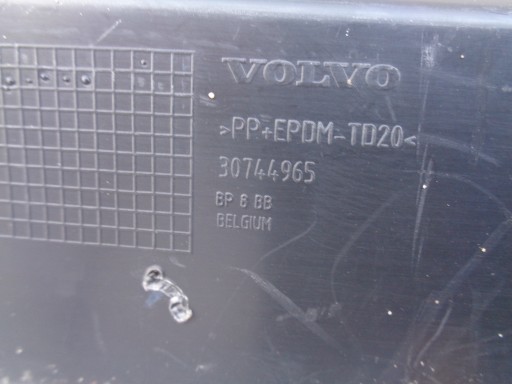 VOLVO
>PP+EPDM-TD20<
30744965
BP 8 BB
BELGIUM